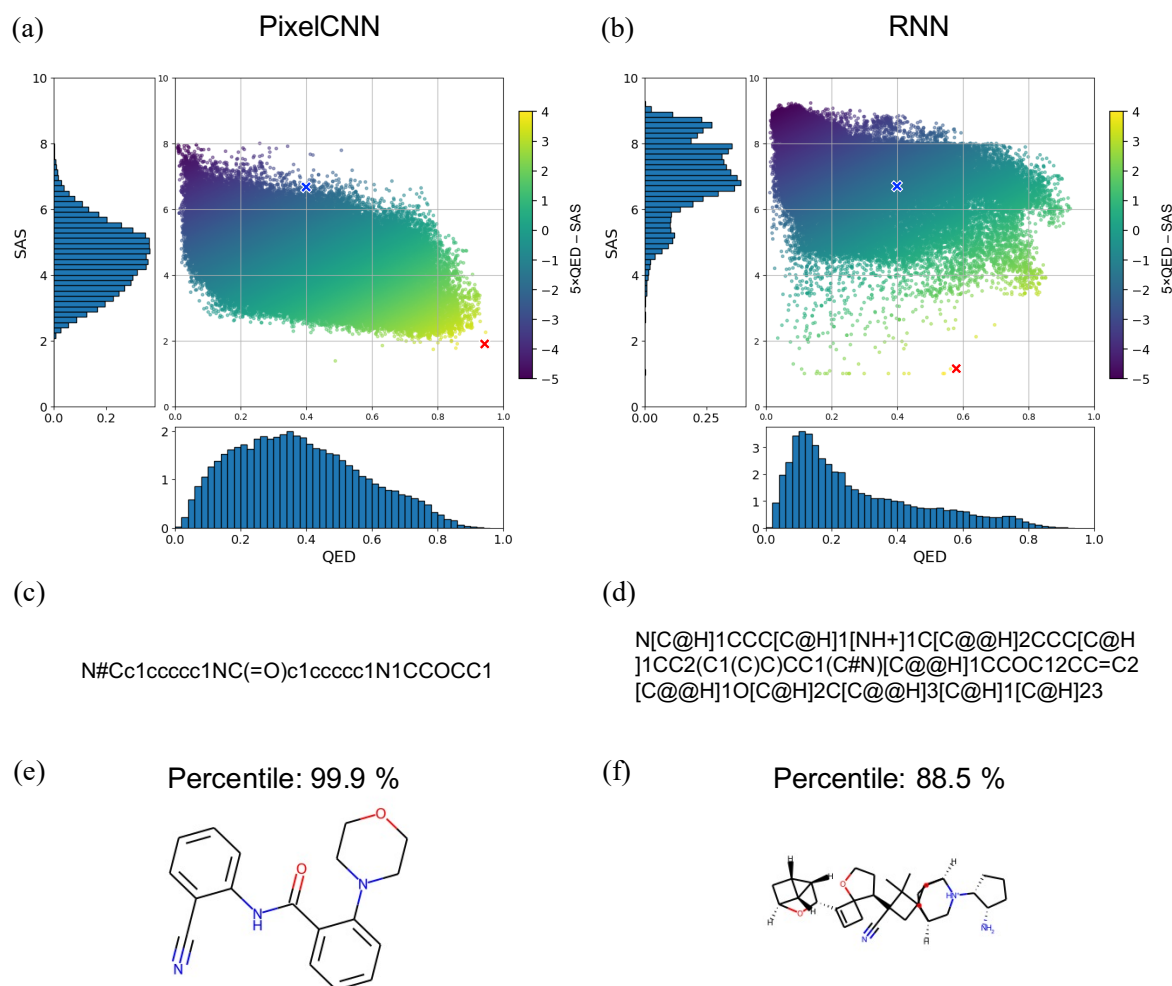 (a)
PixelCNN
(b)
RNN
10
8
6
4
2
0
SAS
0.0
0.2
10
8
6
4
2
0
0.0
0.2
0.4
0.6
0.8
1.0
4
3
2
1
0
−1
−2
−3
−4
−5
5×QED − SAS
2
1
0
0.0
0.2
0.4
0.6
0.8
1.0
QED
10
8
6
4
2
0
SAS
0.00
0.25
10
8
6
4
2
0
0.0
0.2
0.4
0.6
0.8
1.0
4
3
2
1
0
−1
−2
−3
−4
−5
5×QED − SAS
3
2
1
0
0.0
0.2
0.4
0.6
0.8
1.0
QED
(c)
N#Cc1ccccc1NC(=O)c1ccccc1N1CCOCC1
(d)
N[C@H]1CCC[C@H]1[NH+]1C[C@@H]2CCC[C@H
]1CC2(C1(C)C)CC1(C#N)[C@@H]1CCOC12CC=C2
[C@@H]1O[C@H]2C[C@@H]3[C@H]1[C@H]23
(e)
Percentile: 99.9 %
O
O
N
N
H
N
(f)
Percentile: 88.5 %
H
H
H
H
O
O
N
H
H
NH⁺
NH₂